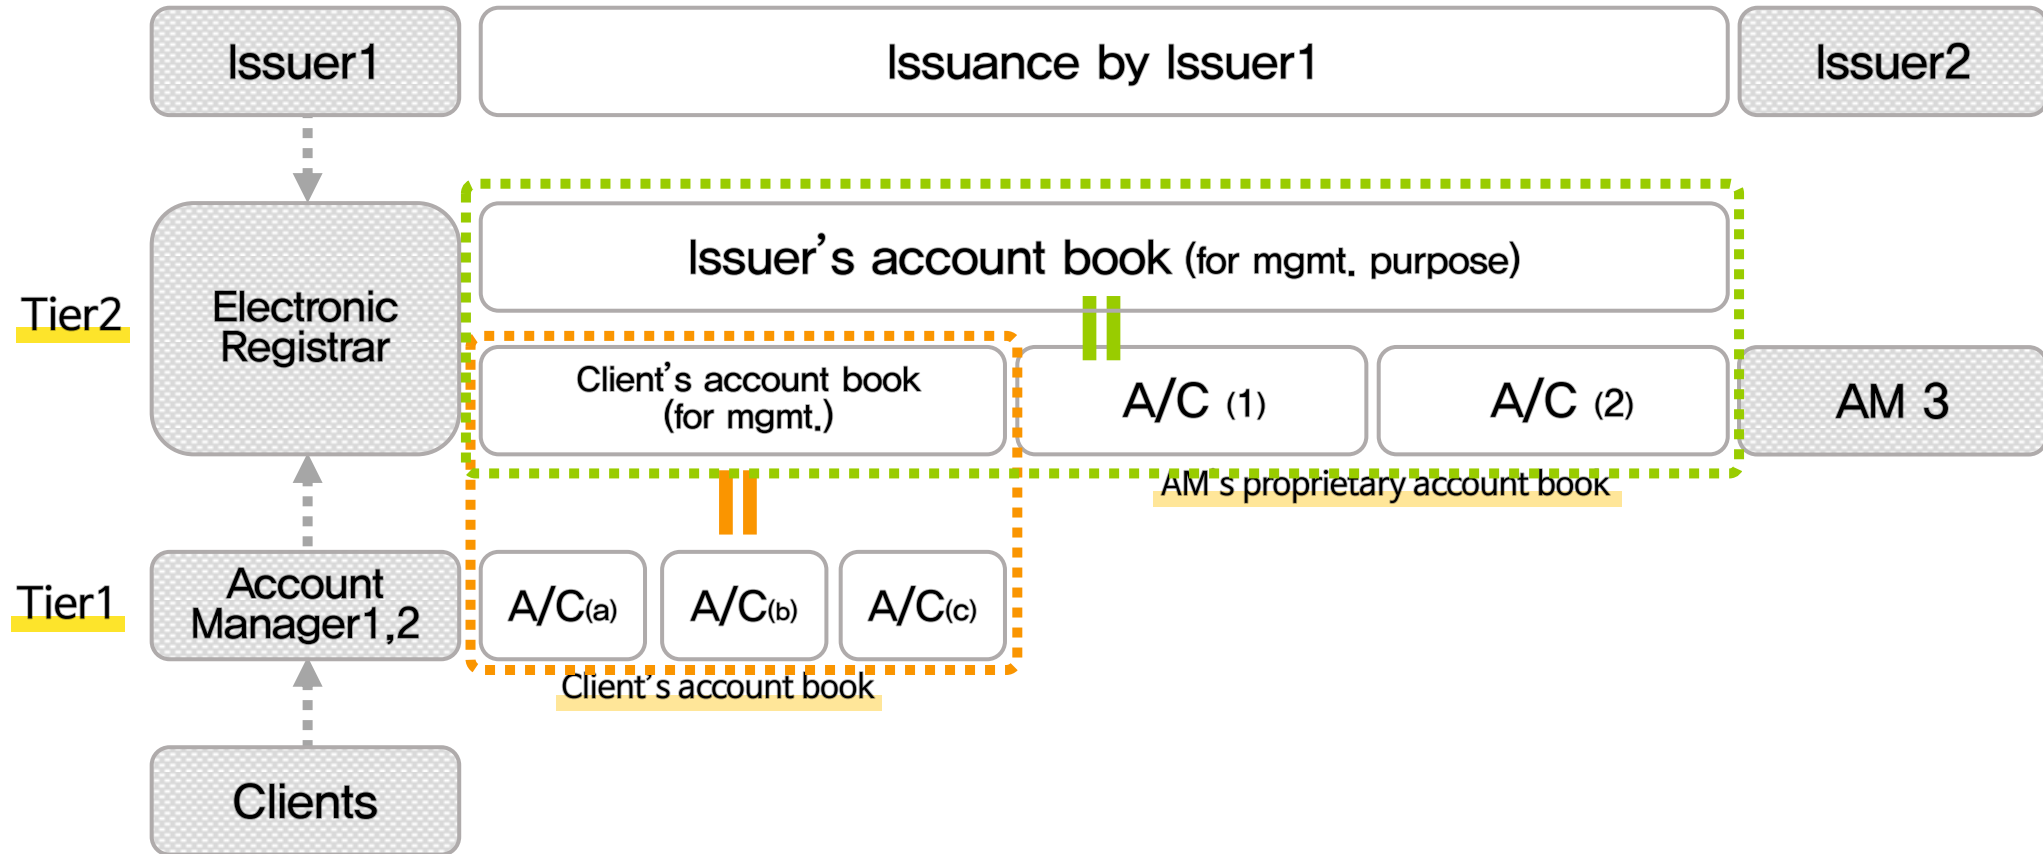 Issuer1
Issuance by Issuer1
Issuer2
Tier2
Electronic
Registrar
Issuer's account book (for mgmt. purpose)
Client's account book
(for mgmt.)
A/C (1)
A/C (2)
AM 3
AM's proprietary account book
Tier1
Account
Manager1,2
A/C(a)
A/C(b)
A/C(c)
Client's account book
Clients